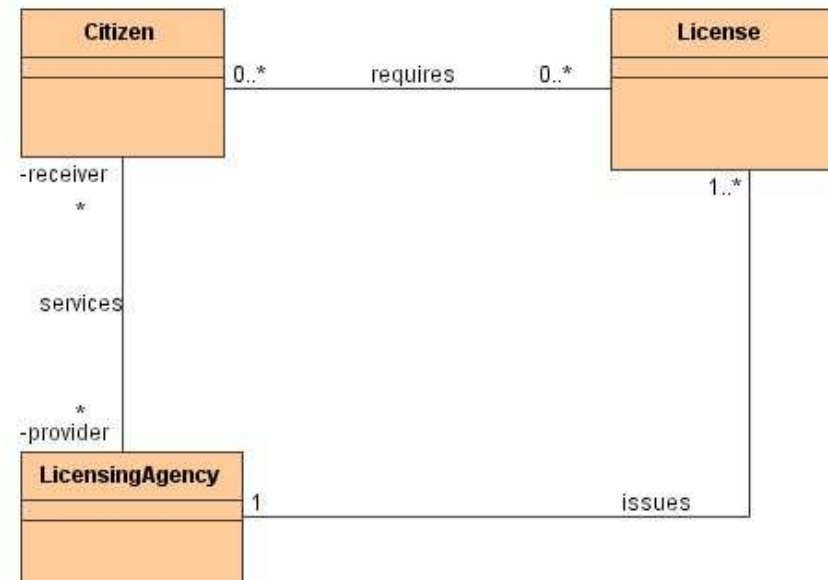 Citizen
License
0..*
requires
0..*
-receiver
*
1..*
services
*
-provider
LicensingAgency
1
issues